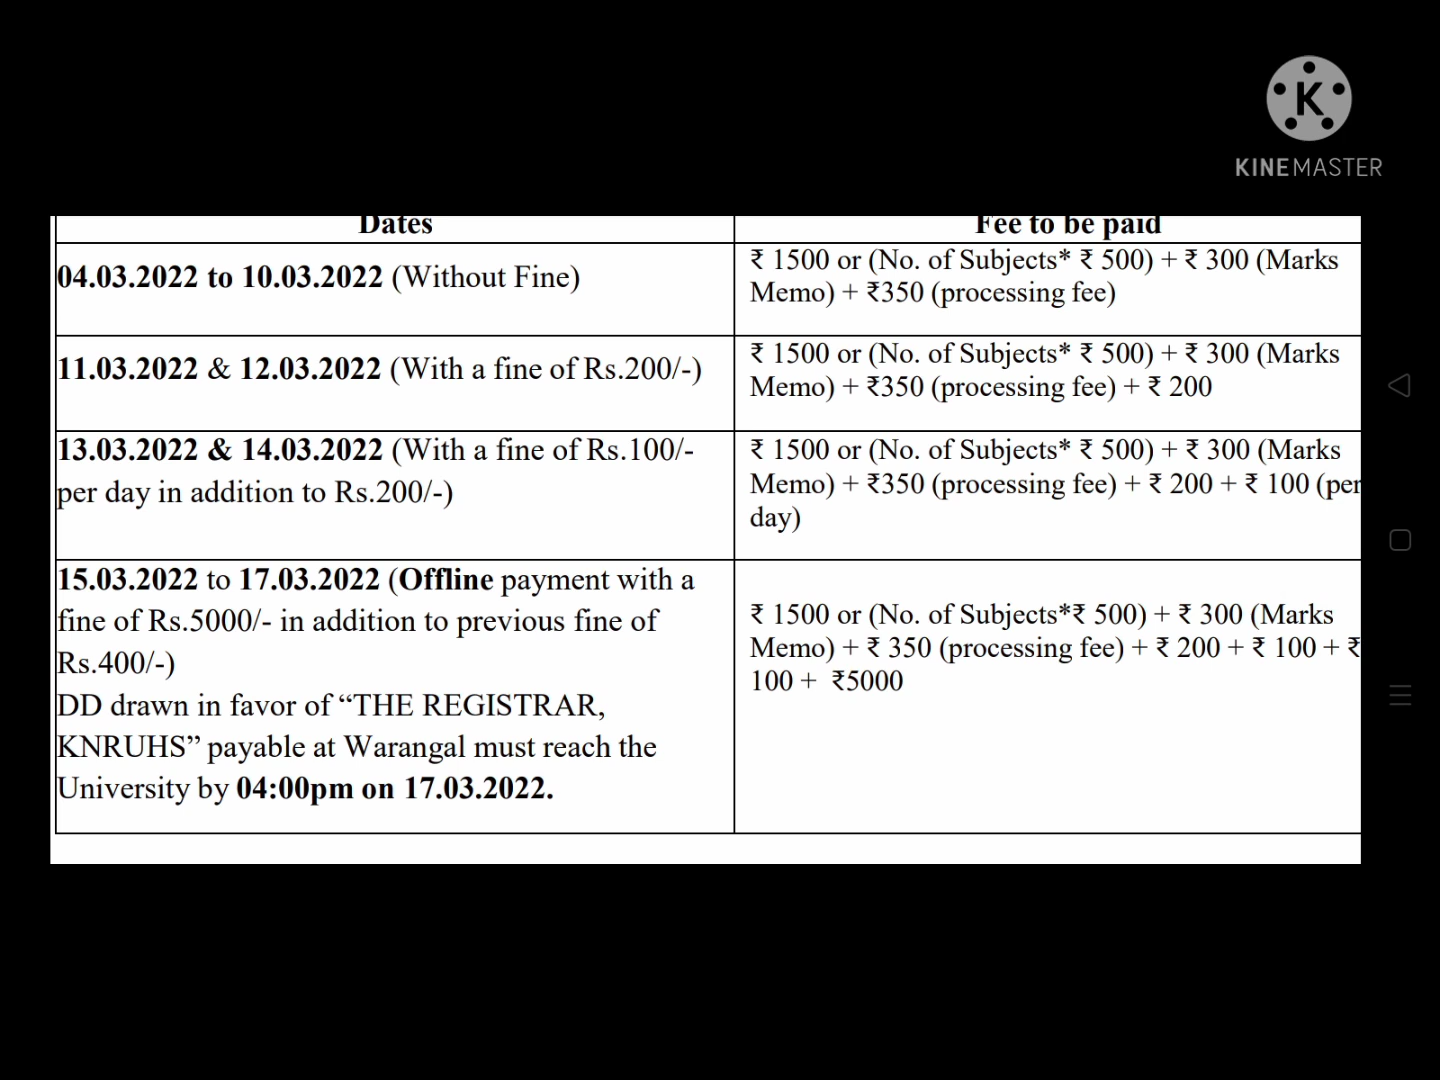 K
KINEMASTER
Dates
Fee to be paid
04.03.2022 to 10.03.2022 (Without Fine)
₹ 1500 or (No. of Subjects* ₹ 500) + ₹ 300 (Marks
Memo) + ₹350 (processing fee)
11.03.2022 & 12.03.2022 (With a fine of Rs.200/-)
₹ 1500 or (No. of Subjects* ₹ 500) + ₹ 300 (Marks
Memo) + ₹350 (processing fee) + ₹ 200
13.03.2022 & 14.03.2022 (With a fine of Rs.100/-
per day in addition to Rs.200/-)
₹ 1500 or (No. of Subjects* ₹ 500) + ₹ 300 (Marks
Memo) + ₹350 (processing fee) + ₹ 200 + ₹ 100 (per
day)
15.03.2022 to 17.03.2022 (Offline payment with a
fine of Rs.5000/- in addition to previous fine of
Rs.400/-)
DD drawn in favor of “THE REGISTRAR,
KNRUHS” payable at Warangal must reach the
University by 04:00pm on 17.03.2022.
₹ 1500 or (No. of Subjects*₹ 500) + ₹ 300 (Marks
Memo) + ₹ 350 (processing fee) + ₹ 200 + ₹ 100 + ₹
100 + ₹5000